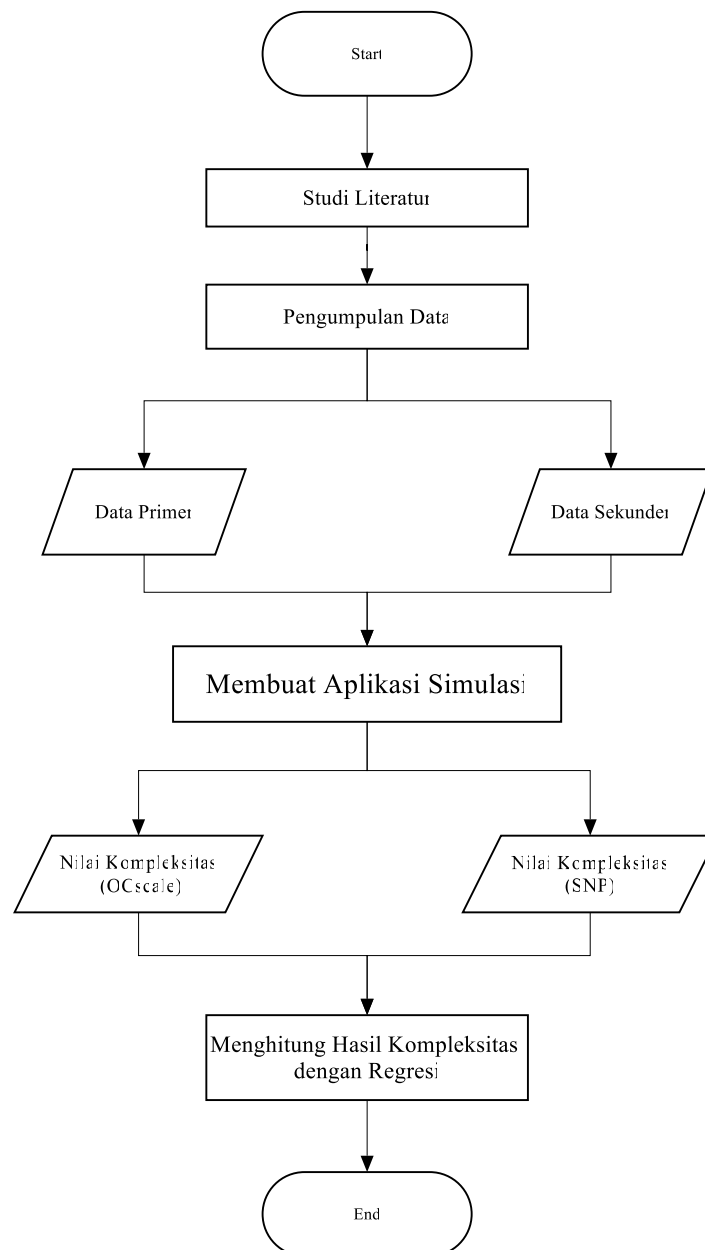 Start
Studi Literatur
Pengumpulan Data
Data Primer
Data Sekunder
Membuat Aplikasi Simulasi
Nilai Kompleksitas
(OCscale)
Nilai Kompleksitas
(SNP)
Menghitung Hasil Kompleksitas
dengan Regresi
End